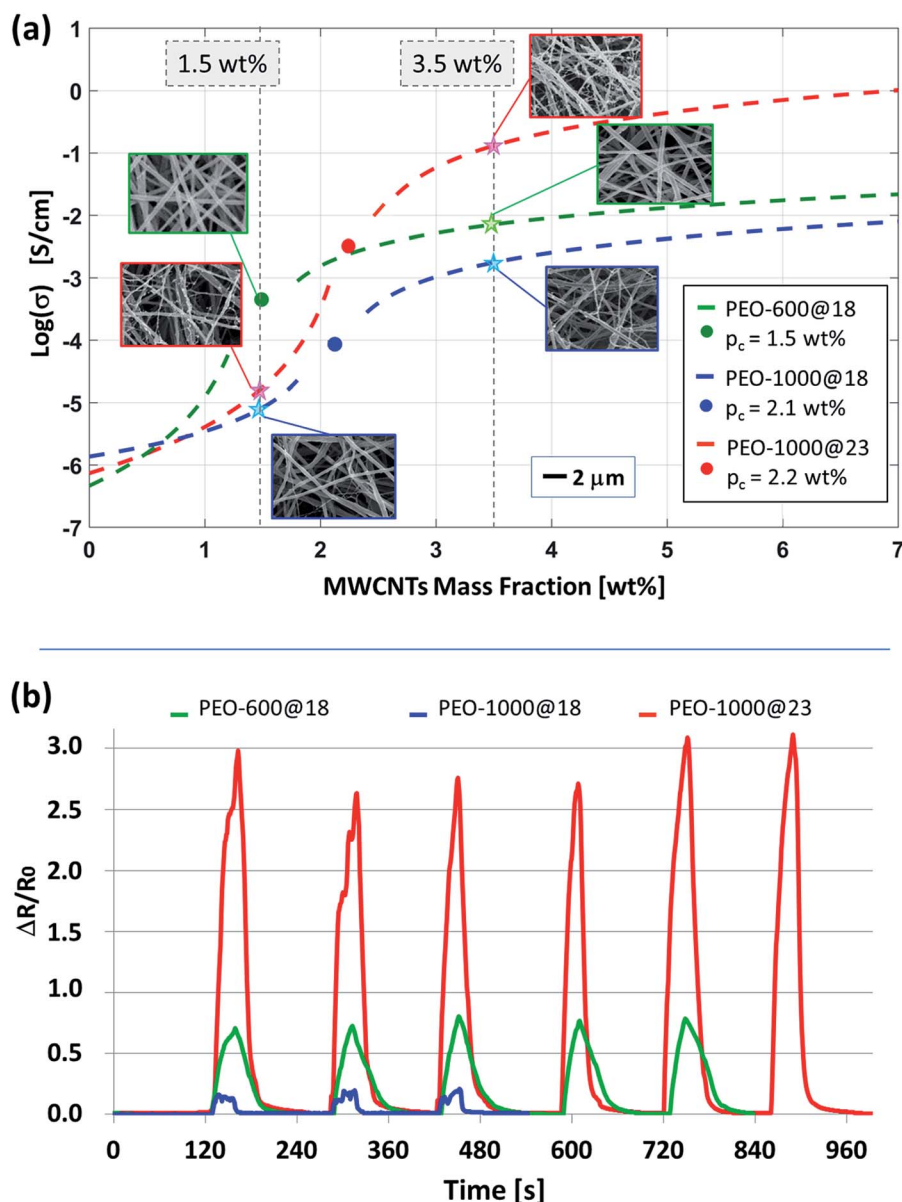 (a)
1.5 wt%
3.5 wt%
Log(σ) [S/cm]
1
0
-1
-2
-3
-4
-5
-6
-7
PEO-600@18
p_c = 1.5 wt%
PEO-1000@18
p_c = 2.1 wt%
PEO-1000@23
p_c = 2.2 wt%
2 μm
0 1 2 3 4 5 6 7
MWCNTs Mass Fraction [wt%]
(b)
PEO-600@18 PEO-1000@18 PEO-1000@23
ΔR/R₀
3.0
2.5
2.0
1.5
1.0
0.5
0.0
0 120 240 360 480 600 720 840 960
Time [s]